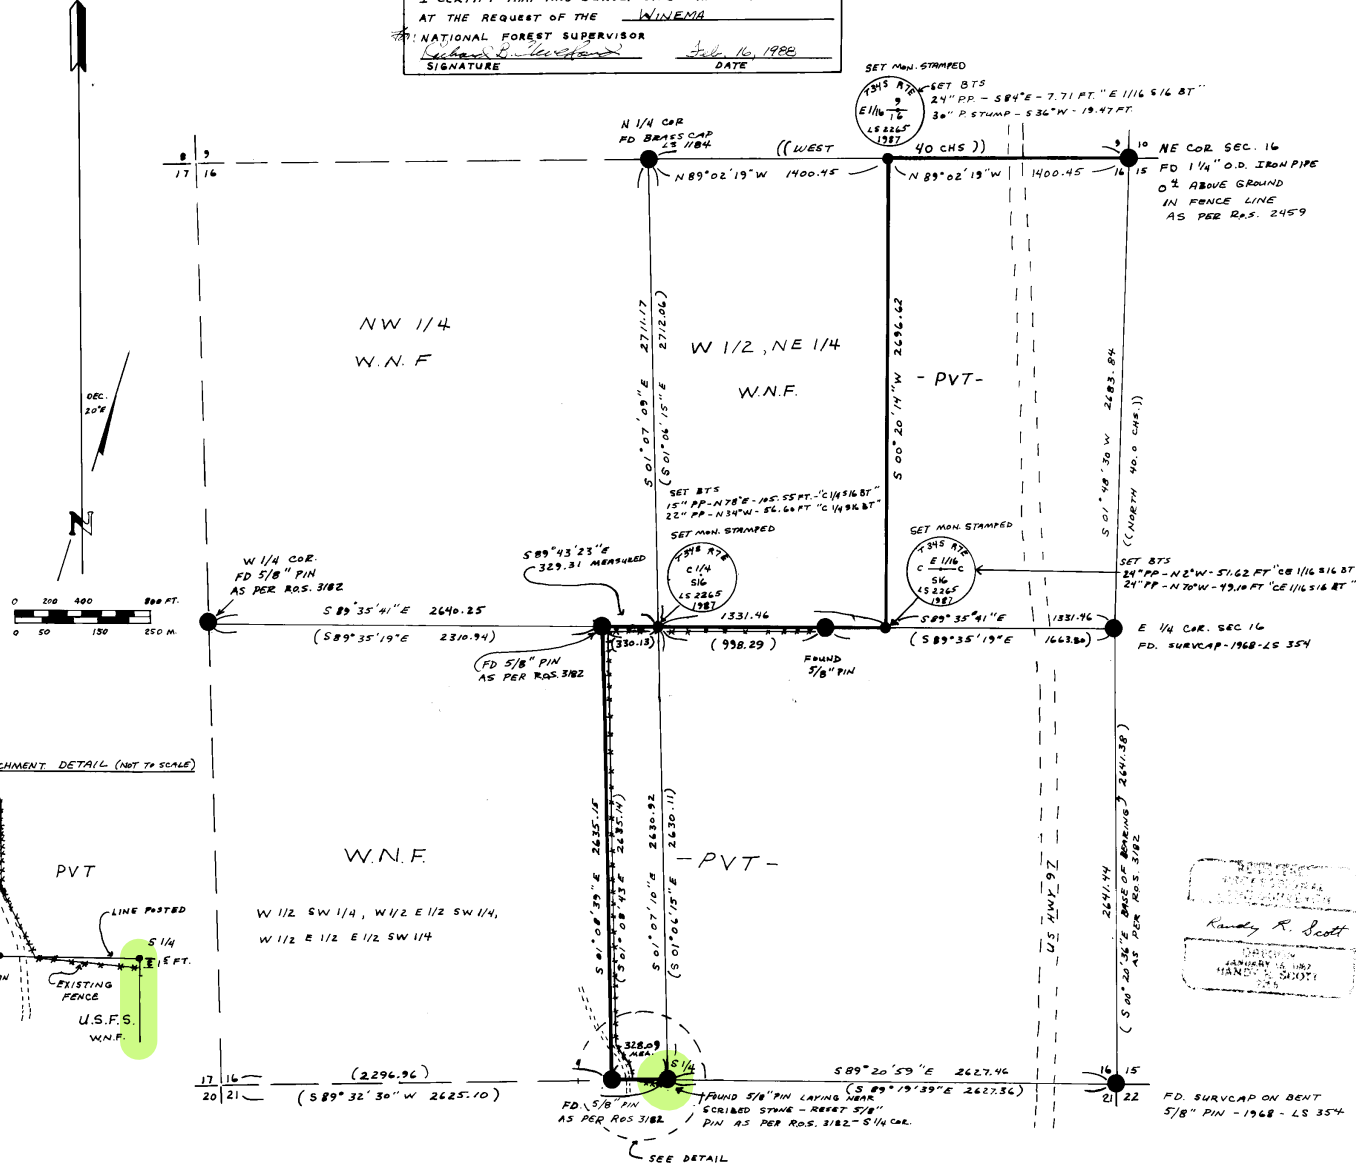 AT THE REQUEST OF THE WINEMA
NATIONAL FOREST SUPERVISOR
Feb. 16, 1988
SIGNATURE DATE
SET MON. STAMPED
T34S R7E
E 1/16 9
16
LS 2265
1987
SET BTS
24" P.P. - S84°E - 7.71 FT. "E 1/16 S16 BT"
30" P. STUMP - S36°W - 19.47 FT.
N 1/4 COR
FD BRASS CAP
LS 1184
((WEST 40 CHS))
N 89°02'19"W 1400.45
N 89°02'19"W 1400.45
8 9
17 16
9 10
16 15
NE COR SEC. 16
FD 1 1/4" O.D. IRON PIPE
0± ABOVE GROUND
IN FENCE LINE
AS PER R.O.S. 2459
DEC.
20°E
N
0 200 400 800 FT.
0 50 150 250 M.
NW 1/4
W.N.F
S 01°07'09"E 2711.17
(S 01°06'15"E 2712.06)
W 1/2, NE 1/4
W.N.F.
S 00°20'14"W 2696.62
- PVT -
S 01°48'30 W 2683.84
((NORTH 40.0 CHS.))
SET BTS
15" PP - N78°E - 105.55 FT. - "C 1/4 S16 BT"
22" PP - N34°W - 56.60 FT "C 1/4 S16 BT"
SET MON. STAMPED
T34S R7E
C 1/4
S16
LS 2265
1987
SET MON. STAMPED
T34S R7E
E 1/16
C C
S16
LS 2265
1987
SET BTS
24" PP - N2°W - 51.62 FT "CE 1/16 S16 BT"
24" PP - N70°W - 49.10 FT "CE 1/16 S16 BT"
W 1/4 COR.
FD 5/8" PIN
AS PER R.O.S. 3182
S 89°43'23"E
329.31 MEASURED
S 89°35'41"E 2640.25
(S 89°35'19"E 2310.94)
(FD 5/8" PIN
AS PER R.O.S. 3182
(330.13)
1331.46
(998.29)
FOUND
5/8" PIN
S 89°35'41"E 1331.46
(S 89°35'19"E 1663.80)
E 1/4 COR. SEC 16
FD. SURVCAP - 1968 - LS 354
CHMENT DETAIL (NOT TO SCALE)
PVT
LINE POSTED
S 1/4
1.5 FT.
EXISTING
FENCE
U.S.F.S.
W.N.F.
W.N.F.
W 1/2 SW 1/4, W 1/2 E 1/2 SW 1/4,
W 1/2 E 1/2 E 1/2 SW 1/4
S 01°08'39"E 2635.15
(S 01°08'43 E 2635.14)
S 01°07'10"E 2630.92
(S 01°06'15"E 2630.11)
- PVT -
US HWY 97
2641.44
(S 00°20'36"E BASE OF BEARING) 2641.38)
AS PER R.O.S. 3182
Randy R. Scott
OREGON
RANDY R. SCOTT
328.09
MEA.
S 1/4
17 16
20 21
(2296.96)
(S 89°32'30"W 2625.10)
FD. 5/8" PIN
AS PER ROS 3182
FOUND 5/8" PIN LAYING NEAR
SCRIBED STONE - RESET 5/8"
PIN AS PER R.O.S. 3182 - S 1/4 COR.
S 89°20'59"E 2627.46
(S 89°19'39"E 2627.36)
16 15
21 22
FD. SURVCAP ON BENT
5/8" PIN - 1968 - LS 354
SEE DETAIL